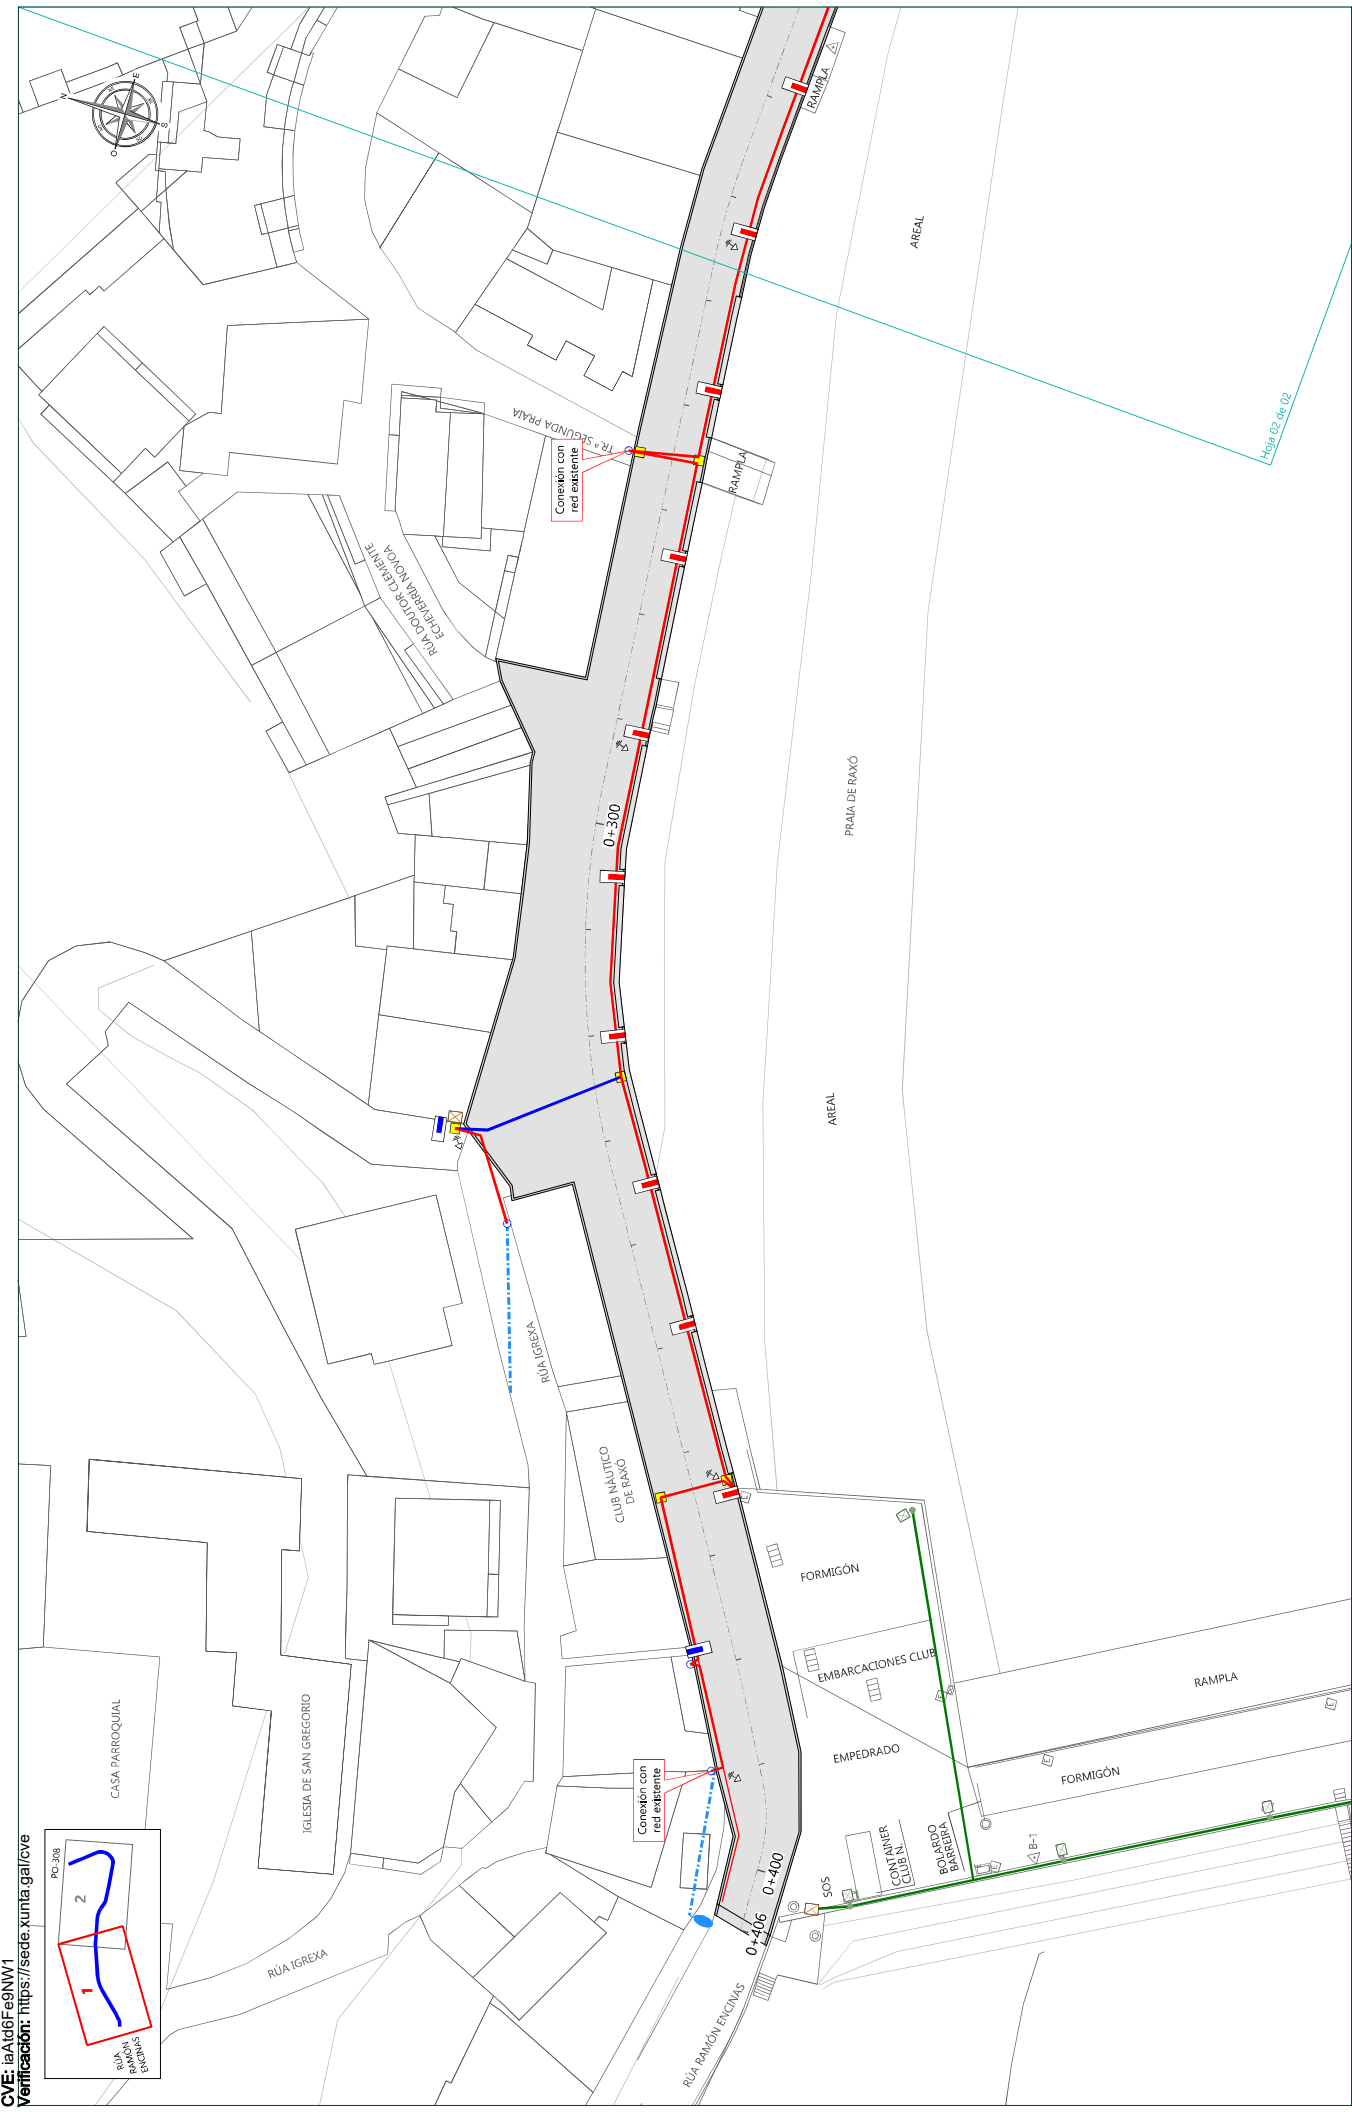 CVE: iaAtd6Fe9NW1
Verificación: https://sede.xunta.gal/cve
N
E
S
O
RAMPLA
AREAL
Hoja 02 de 02
TR.ª SEGUNDA PRAIA
Conexión con
red existente
RAMPLA
RÚA DOUTOR CLEMENTE
ECHEVERRÍA NOVOA
0+300
PRAIA DE RAXÓ
AREAL
RÚA IGREXA
CLUB NÁUTICO
DE RAXÓ
E
FORMIGÓN
EMBARCACIONES CLUB
E
RAMPLA
E
EMPEDRADO
E
FORMIGÓN
CASA PARROQUIAL
IGLESIA DE SAN GREGORIO
Conexión con
red existente
0+400
0+406
SOS
CONTAINER
CLUB N.
BOLARDO
BARREIRA
E
B-1
PO-308
2
1
RÚA
RAMÓN
ENCINAS
RÚA IGREXA
RÚA RAMÓN ENCINAS